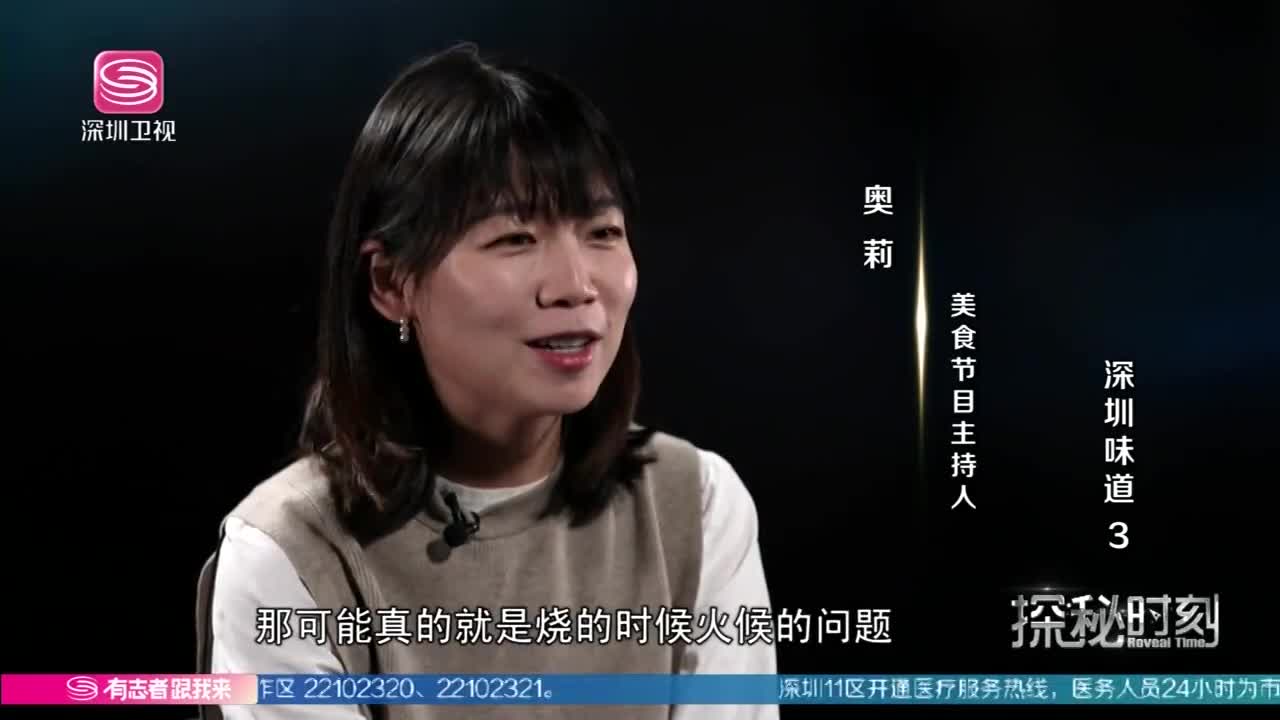 深圳卫视
奥莉
美食节目主持人
深圳味道3
那可能真的就是烧的时候火候的问题
探秘时刻
Reveal Time
有志者跟我来
作区 22102320、22102321。
深圳11区开通医疗服务热线，医务人员24小时为市